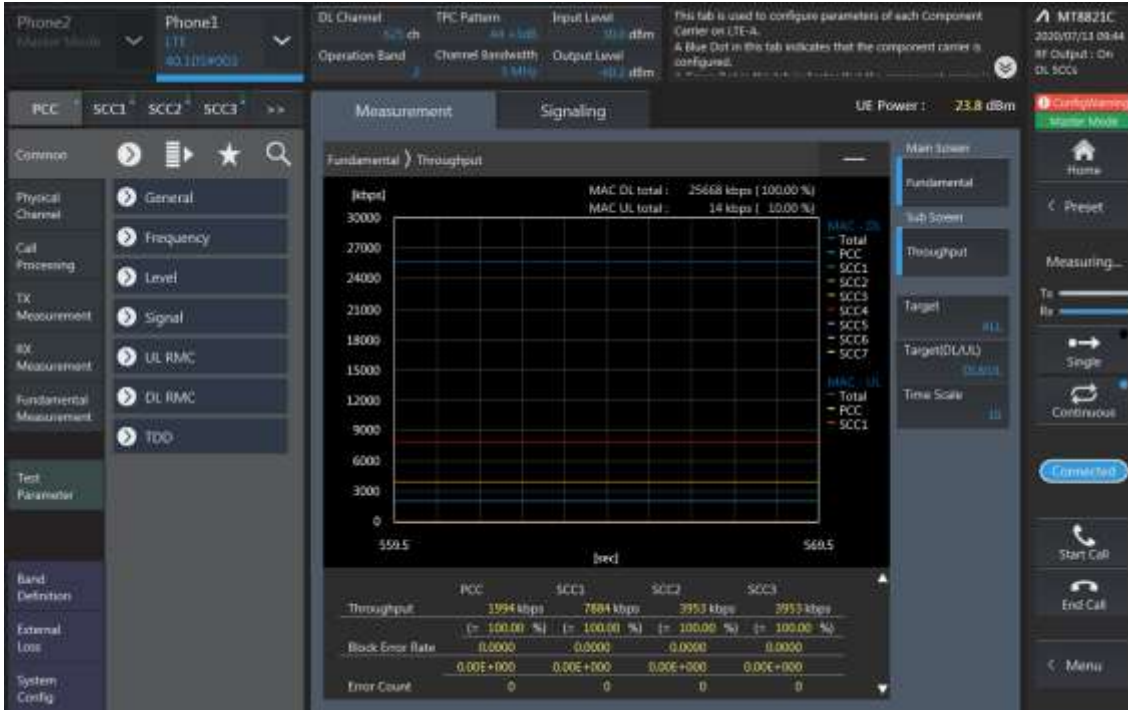 Phone2
Master Mode
Phone1
LTE
40.10S#003
DL Channel
625 ch
TPC Pattern
Input Level
dBm
Operation Band
2
Channel Bandwidth
5 MHz
Output Level
dBm
This tab is used to configure parameters of each Component
Carrier on LTE-A.
A Blue Dot in this tab indicates that the component carrier is
configured.
MT8821C
2020/07/13 09:44
RF Output : On
DL 5CCs
PCC
SCC1
SCC2
SCC3
>>
Measurement
Signaling
UE Power : 23.8 dBm
ConfigWarning
Master Mode
Common
Physical
Channel
Call
Processing
TX
Measurement
RX
Measurement
Fundamental
Measurement
Test
Parameter
Band
Definition
External
Loss
System
Config
General
Frequency
Level
Signal
UL RMC
DL RMC
TDD
Fundamental ⟩ Throughput
[kbps]
MAC DL total : 25668 kbps ( 100.00 %)
MAC UL total : 14 kbps ( 10.00 %)
30000
27000
24000
21000
18000
15000
12000
9000
6000
3000
0
559.5
569.5
[sec]
MAC - DL
Total
PCC
SCC1
SCC2
SCC3
SCC4
SCC5
SCC6
SCC7
MAC - UL
Total
PCC
SCC1
PCC SCC1 SCC2 SCC3
Throughput 1994 kbps 7884 kbps 3953 kbps 3953 kbps
(= 100.00 %) (= 100.00 %) (= 100.00 %) (= 100.00 %)
Block Error Rate 0.0000 0.0000 0.0000 0.0000
0.00E+000 0.00E+000 0.00E+000 0.00E+000
Error Count 0 0 0 0
Main Screen
Fundamental
Sub Screen
Throughput
Target
ALL
Target(DL/UL)
DL&UL
Time Scale
10
Home
< Preset
Measuring...
Tx
Rx
Single
Continuous
Connected
Start Call
End Call
< Menu